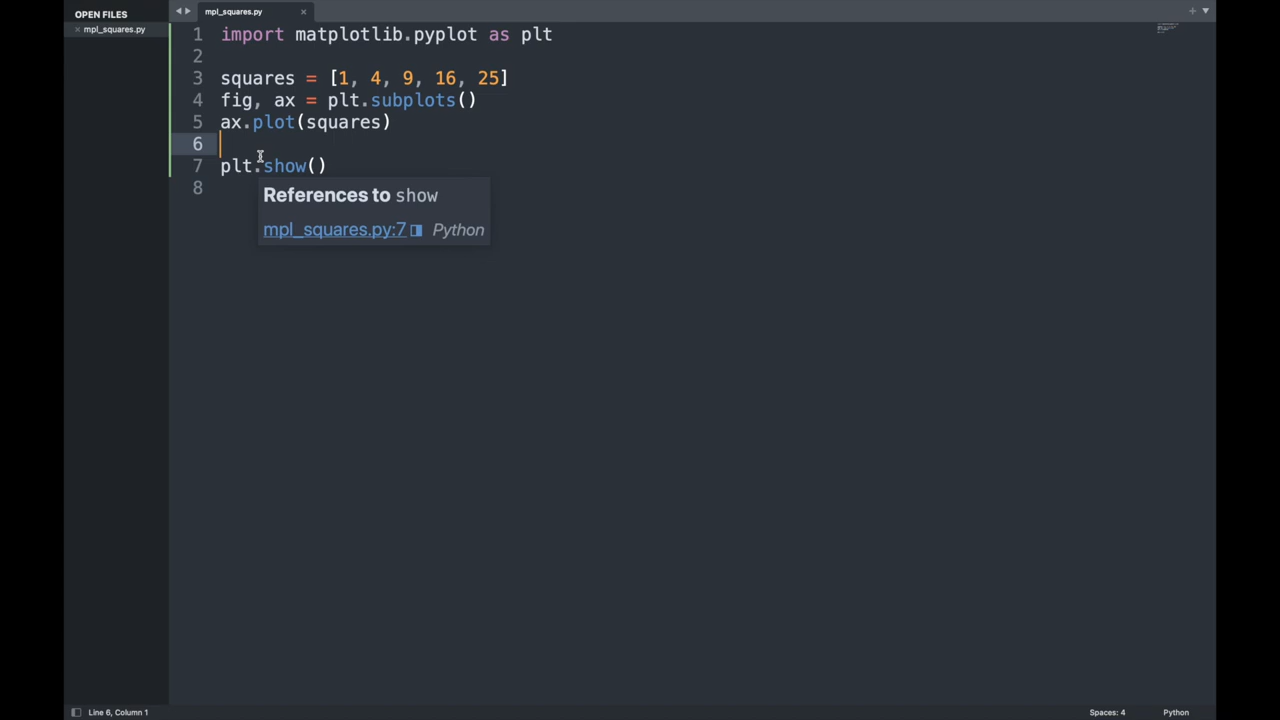 OPEN FILES
mpl_squares.py
mpl_squares.py
1 import matplotlib.pyplot as plt
2
3 squares = [1, 4, 9, 16, 25]
4 fig, ax = plt.subplots()
5 ax.plot(squares)
6
7 plt.show()
8
References to show
mpl_squares.py:7 Python
Line 6, Column 1
Spaces: 4
Python